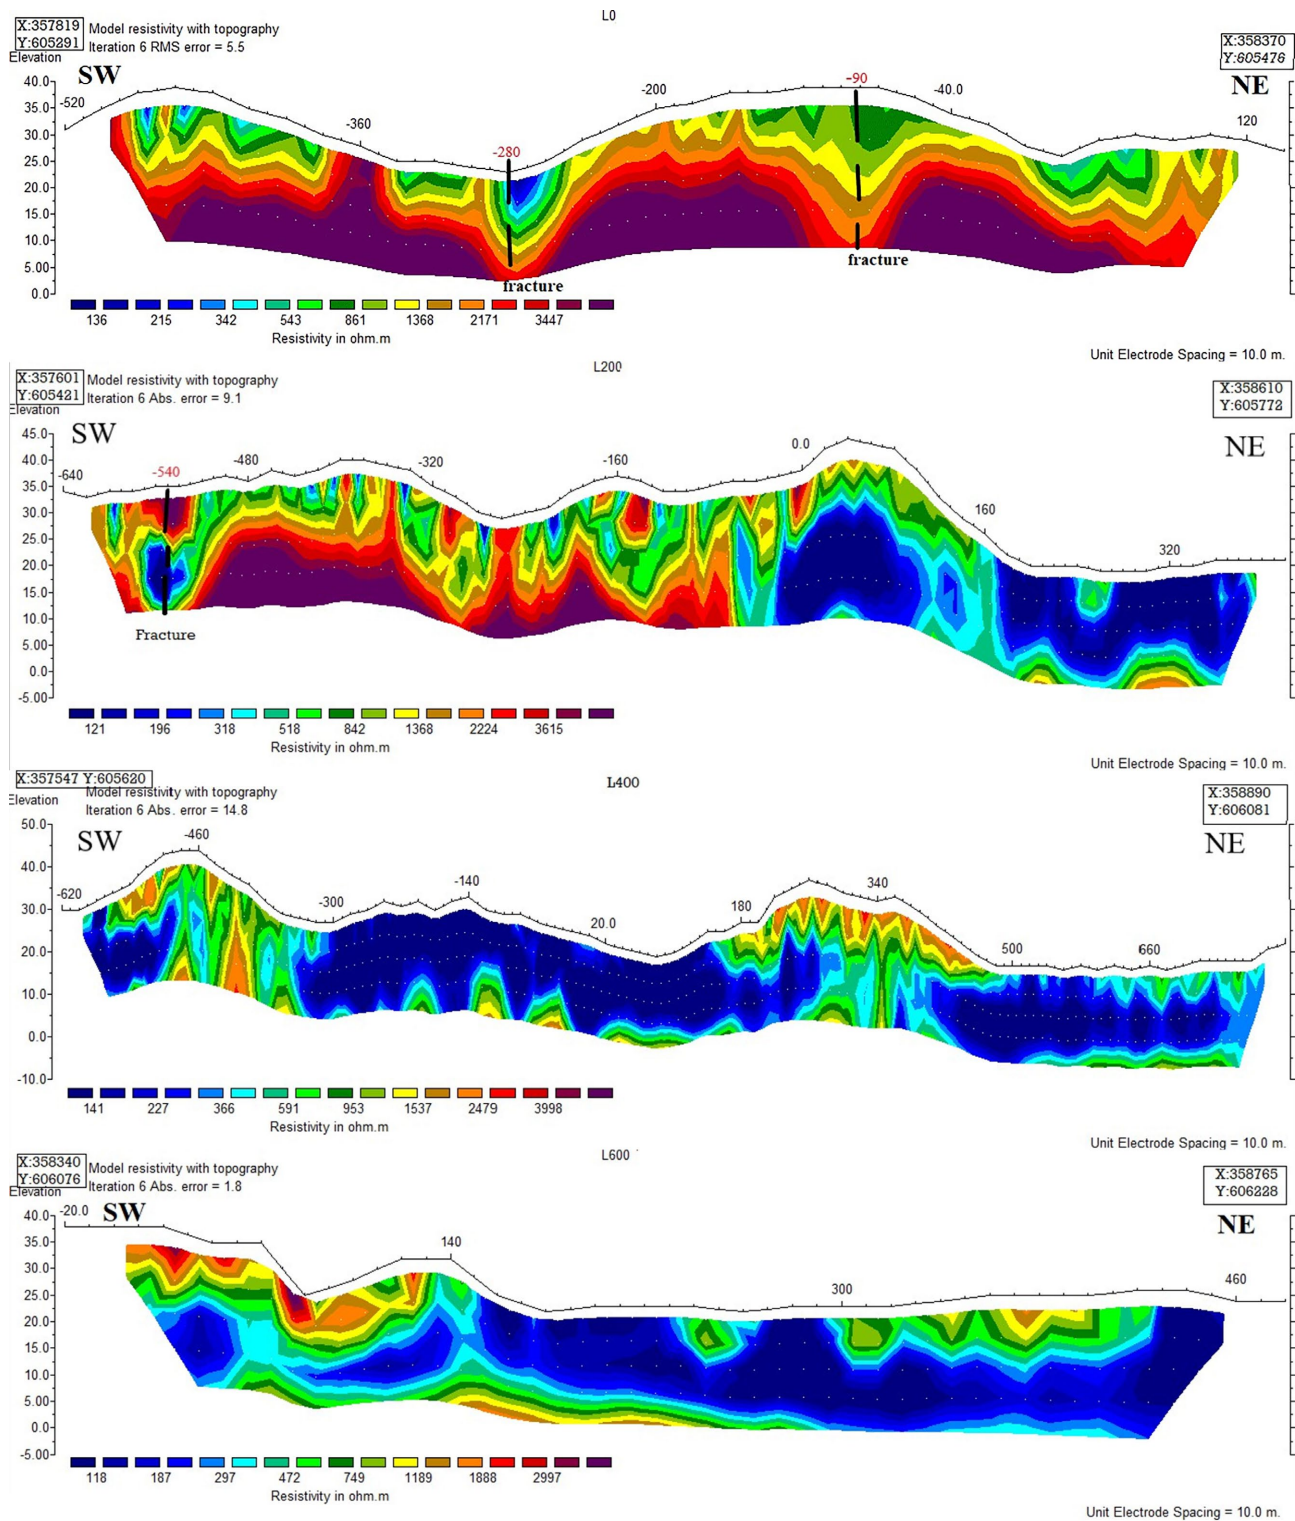 L0
X:357819
Y:605291
Model resistivity with topography
Iteration 6 RMS error = 5.5
X:358370
Y:605476
Elevation
SW
NE
-520
-360
-280
-200
-90
-40.0
120
40.0
35.0
30.0
25.0
20.0
15.0
10.0
5.00
0.0
fracture
fracture
136 215 342 543 861 1368 2171 3447
Resistivity in ohm.m
Unit Electrode Spacing = 10.0 m.
L200
X:357601
Y:605421
Model resistivity with topography
Iteration 6 Abs. error = 9.1
X:358610
Y:605772
Elevation
SW
NE
-640
-540
-480
-320
-160
0.0
160
320
45.0
40.0
35.0
30.0
25.0
20.0
15.0
10.0
5.00
0.0
-5.00
Fracture
121 196 318 518 842 1368 2224 3615
Resistivity in ohm.m
Unit Electrode Spacing = 10.0 m.
L400
X:357547 Y:605620
Model resistivity with topography
Iteration 6 Abs. error = 14.8
X:358890
Y:606081
Elevation
SW
NE
-620
-460
-300
-140
20.0
180
340
500
660
50.0
40.0
30.0
20.0
10.0
0.0
-10.0
141 227 366 591 953 1537 2479 3998
Resistivity in ohm.m
Unit Electrode Spacing = 10.0 m.
L600
X:358340
Y:606076
Model resistivity with topography
Iteration 6 Abs. error = 1.8
X:358765
Y:606228
Elevation
SW
NE
-20.0
140
300
460
40.0
35.0
30.0
25.0
20.0
15.0
10.0
5.00
0.0
-5.00
118 187 297 472 749 1189 1888 2997
Resistivity in ohm.m
Unit Electrode Spacing = 10.0 m.